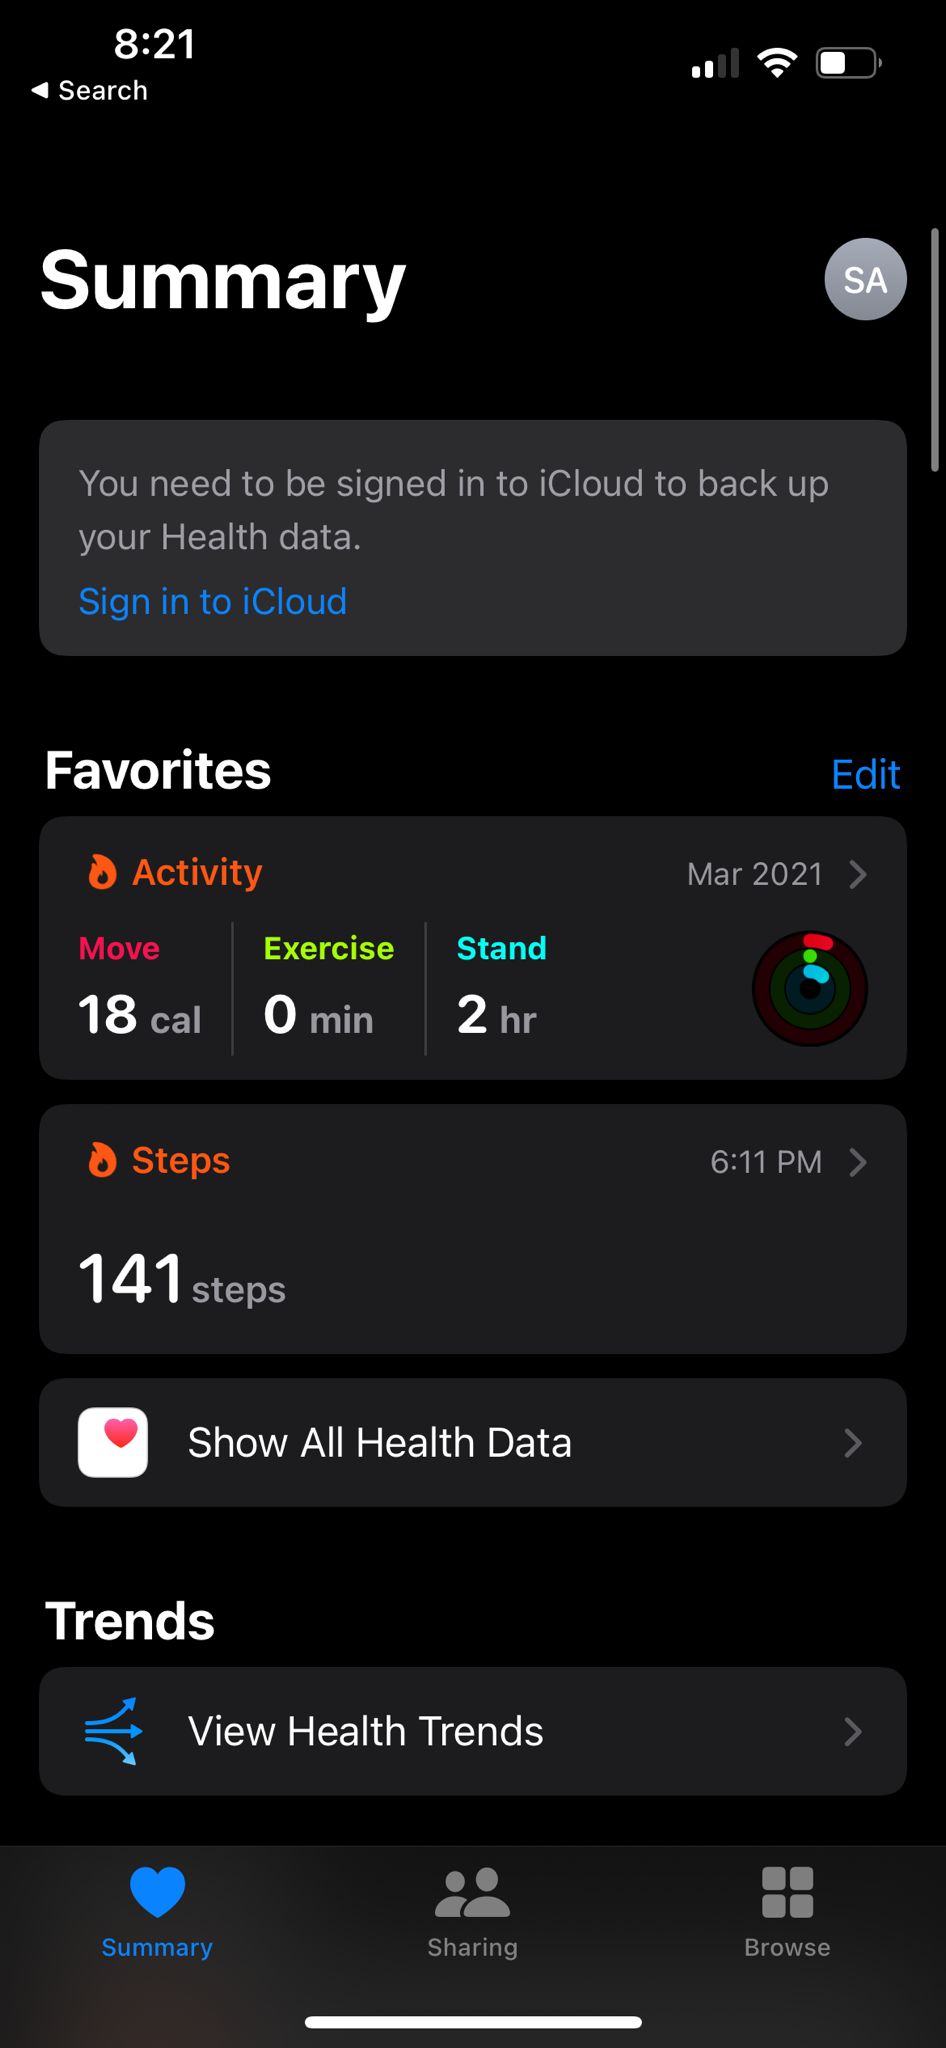 8:21
◀ Search
Summary
SA
You need to be signed in to iCloud to back up
your Health data.
Sign in to iCloud
Favorites
Edit
Activity
Mar 2021
Move
Exercise
Stand
18 cal
0 min
2 hr
Steps
6:11 PM
141 steps
Show All Health Data
Trends
View Health Trends
Summary
Sharing
Browse